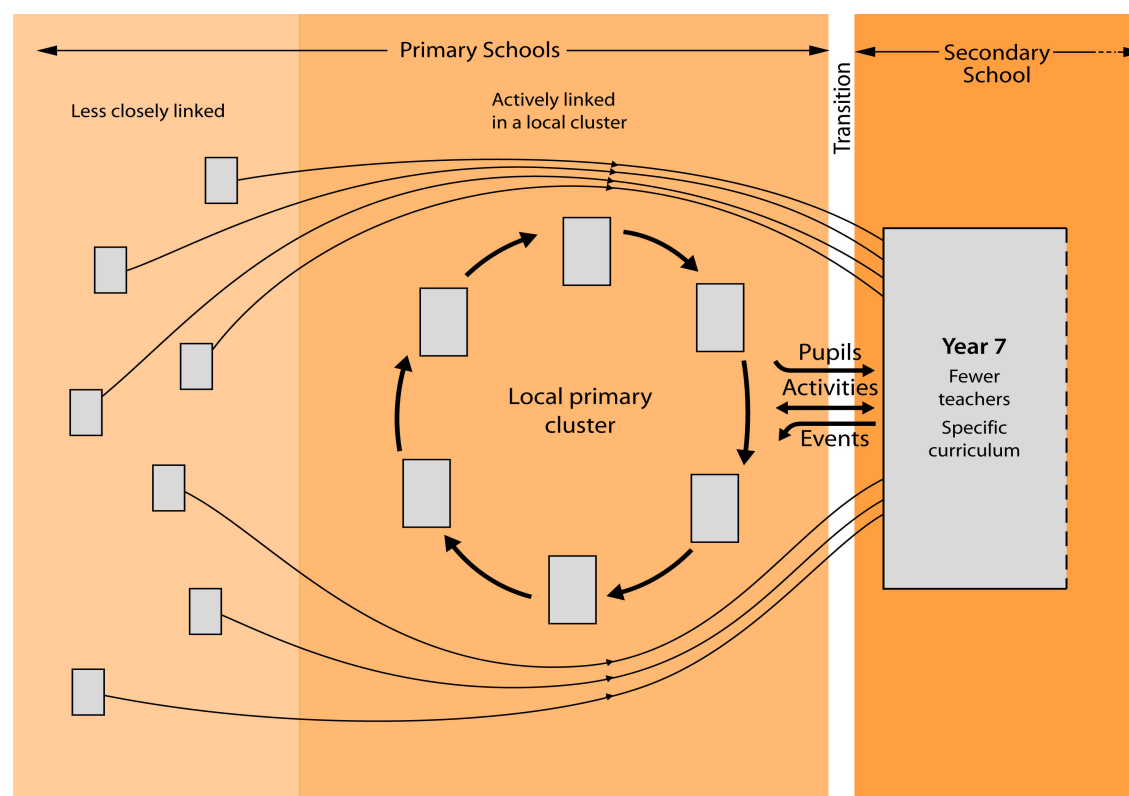 Primary Schools
Secondary
School
Less closely linked
Actively linked
in a local cluster
Transition
Local primary
cluster
Pupils
Activities
Events
Year 7
Fewer
teachers
Specific
curriculum